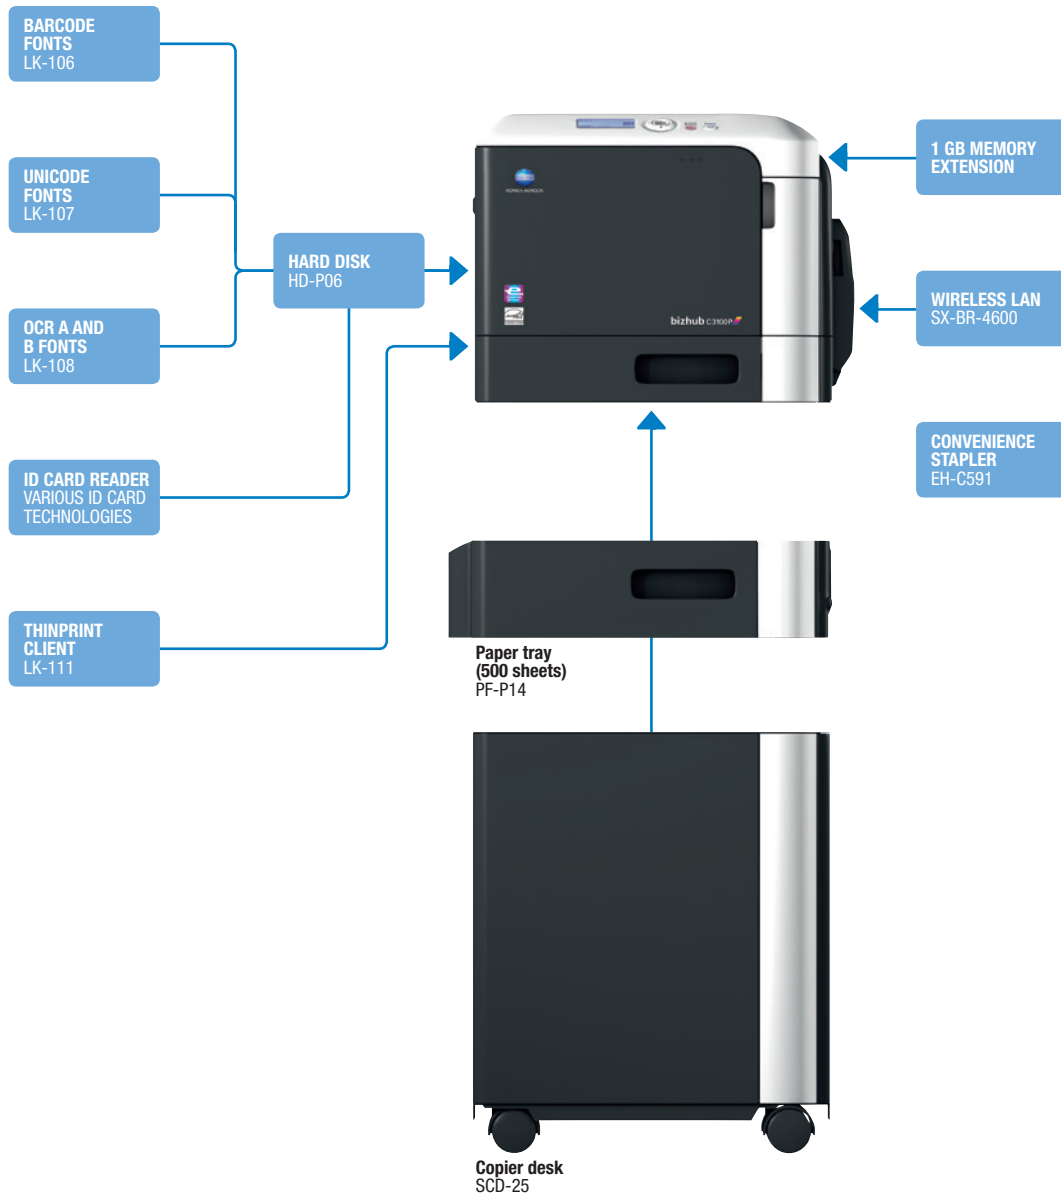 BARCODE
FONTS
LK-106
UNICODE
FONTS
LK-107
OCR A AND
B FONTS
LK-108
ID CARD READER
VARIOUS ID CARD
TECHNOLOGIES
THINPRINT
CLIENT
LK-111
HARD DISK
HD-P06
KONICA MINOLTA
bizhub C3100P
1 GB MEMORY
EXTENSION
WIRELESS LAN
SX-BR-4600
CONVENIENCE
STAPLER
EH-C591
Paper tray
(500 sheets)
PF-P14
Copier desk
SCD-25